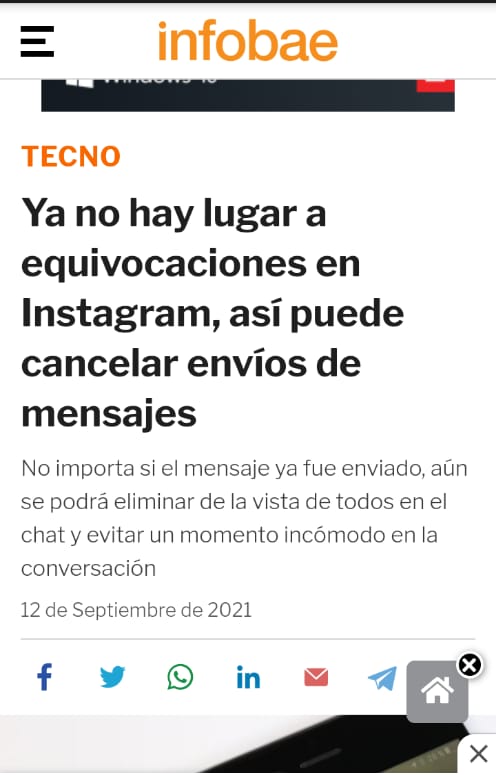 infobae
TECNO
Ya no hay lugar a
equivocaciones en
Instagram, así puede
cancelar envíos de
mensajes
No importa si el mensaje ya fue enviado, aún
se podrá eliminar de la vista de todos en el
chat y evitar un momento incómodo en la
conversación
12 de Septiembre de 2021